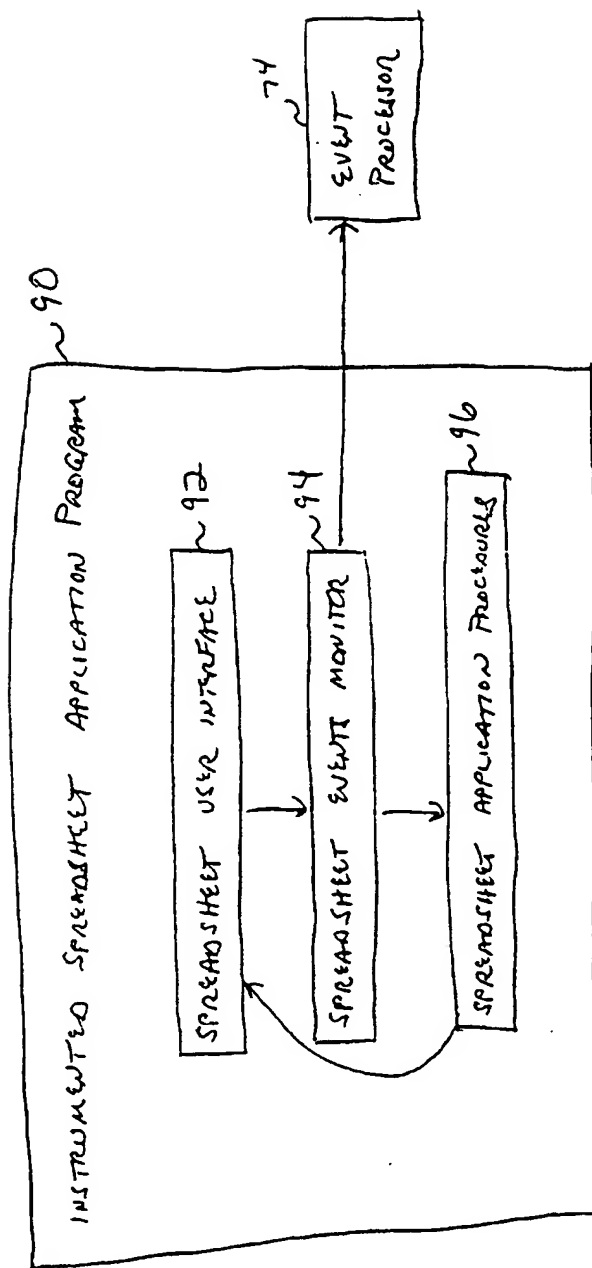 INSTRUMENTED SPREADSHEET APPLICATION PROGRAM
90
SPREADSHEET USER INTERFACE
92
SPREADSHEET EVENTS MONITOR
94
SPREADSHEET APPLICATION PROCEDURES
96
EVENT
PROCESSOR
74